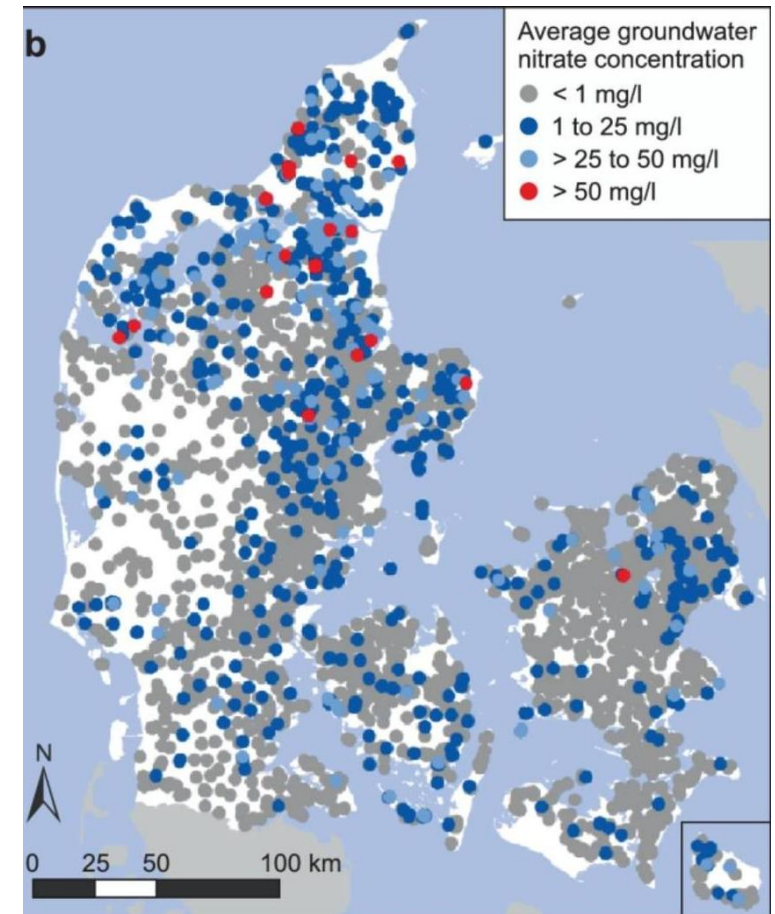 b
Average groundwater
nitrate concentration
< 1 mg/l
1 to 25 mg/l
> 25 to 50 mg/l
> 50 mg/l
N
0 25 50 100 km